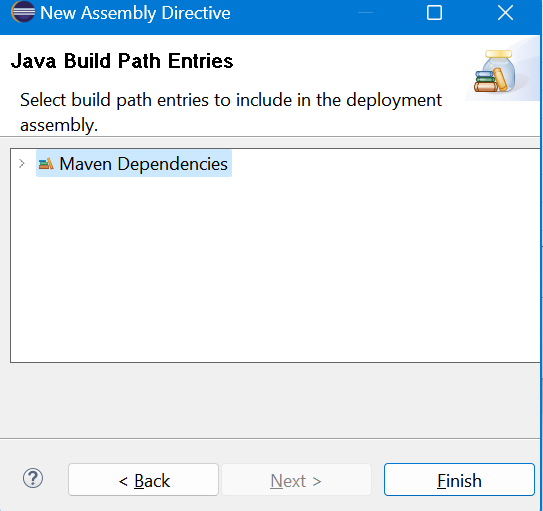 New Assembly Directive
Java Build Path Entries
Select build path entries to include in the deployment
assembly.
Maven Dependencies
?
< Back
Next >
Finish